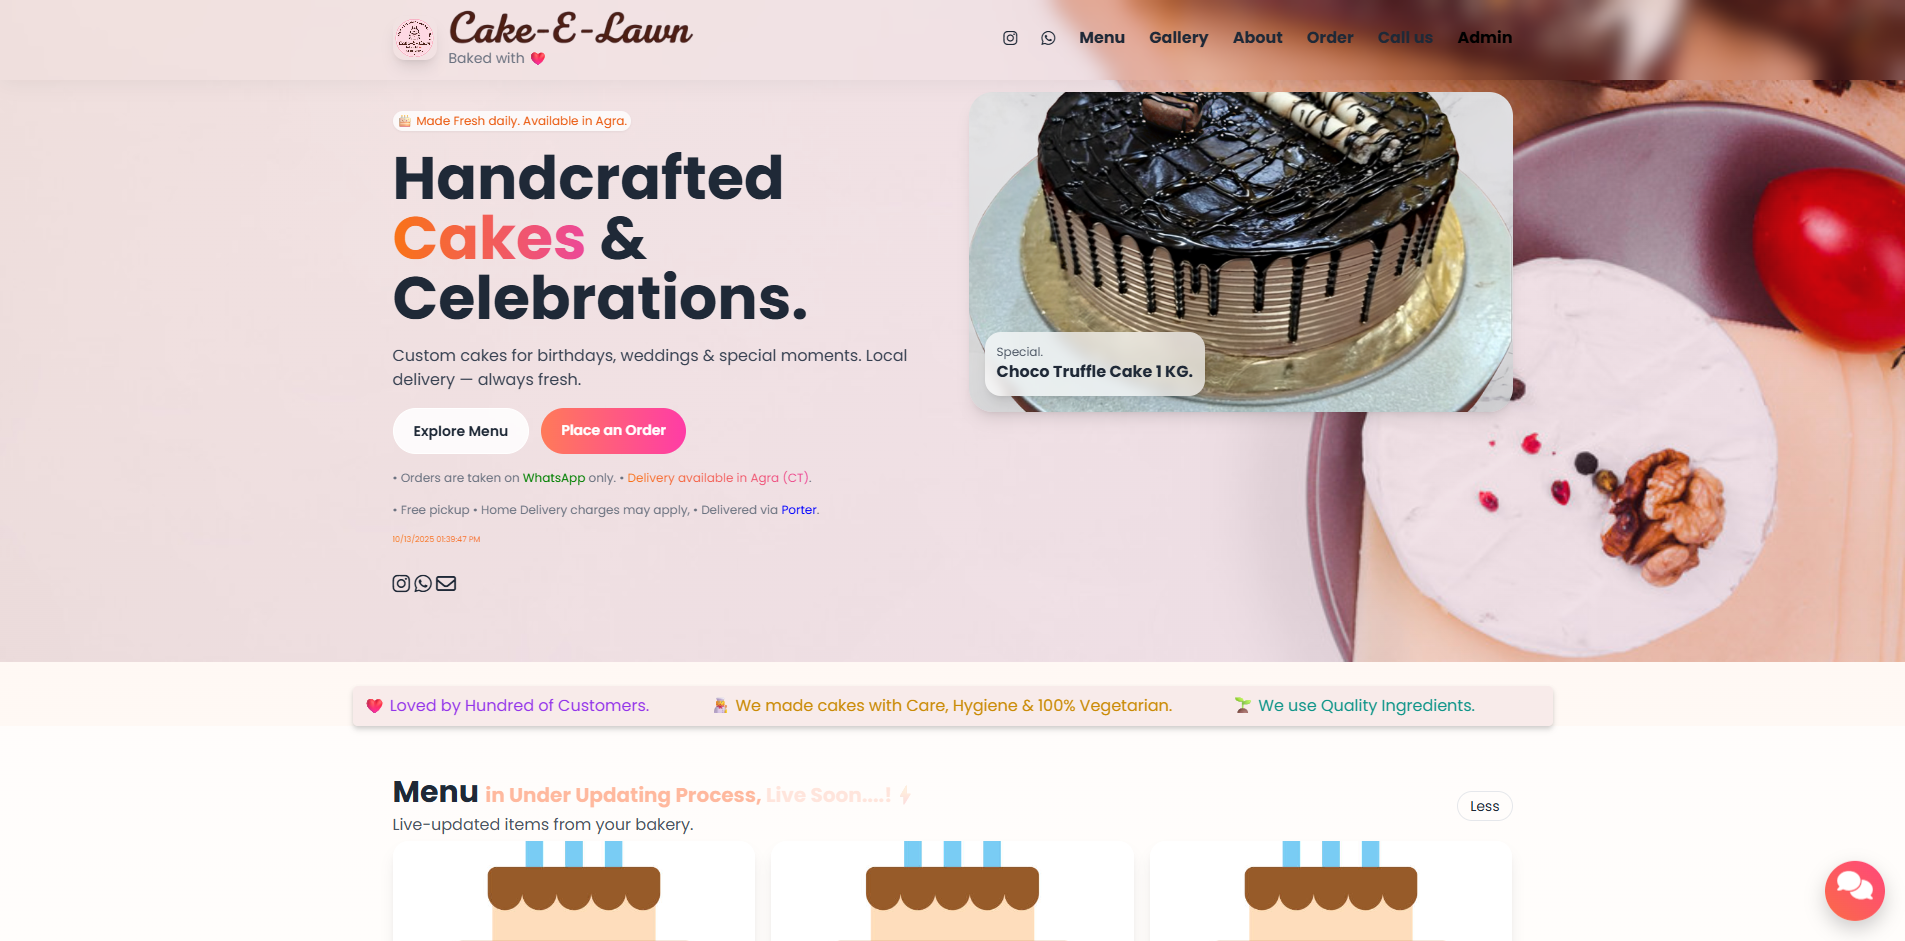 Cake-E-Lawn
Baked with ❤️
Menu Gallery About Order Call us Admin
🎂 Made Fresh daily. Available in Agra.
Handcrafted
Cakes &
Celebrations.
Custom cakes for birthdays, weddings & special moments. Local
delivery — always fresh.
Explore Menu
Place an Order
• Orders are taken on WhatsApp only. • Delivery available in Agra (CT).
• Free pickup • Home Delivery charges may apply, • Delivered via Porter.
10/13/2025 01:39:47 PM
Special.
Choco Truffle Cake 1 KG.
❤️ Loved by Hundred of Customers.
👩‍🍳 We made cakes with Care, Hygiene & 100% Vegetarian.
🌱 We use Quality Ingredients.
Menu in Under Updating Process, Live Soon....! ⚡
Live-updated items from your bakery.
Less